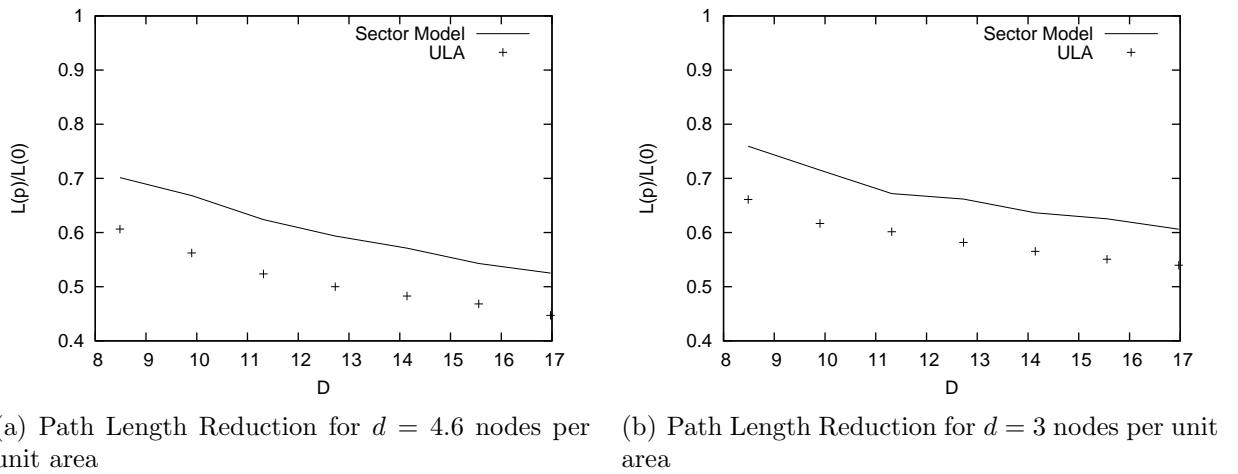 1
0.9
0.8
0.7
0.6
0.5
0.4
8 9 10 11 12 13 14 15 16 17
L(p)/L(0)
D
Sector Model
ULA
(a) Path Length Reduction for d = 4.6 nodes per
unit area
1
0.9
0.8
0.7
0.6
0.5
0.4
8 9 10 11 12 13 14 15 16 17
L(p)/L(0)
D
Sector Model
ULA
(b) Path Length Reduction for d = 3 nodes per unit
area